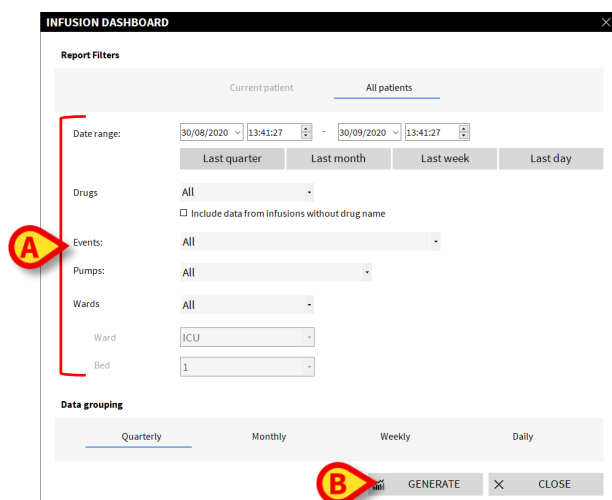 INFUSION DASHBOARD
Report Filters
Current patient All patients
Date range: 30/08/2020 13:41:27 - 30/09/2020 13:41:27
Last quarter Last month Last week Last day
Drugs All
Include data from infusions without drug name
A
Events: All
Pumps: All
Wards All
Ward ICU
Bed 1
Data grouping
Quarterly Monthly Weekly Daily
B GENERATE CLOSE